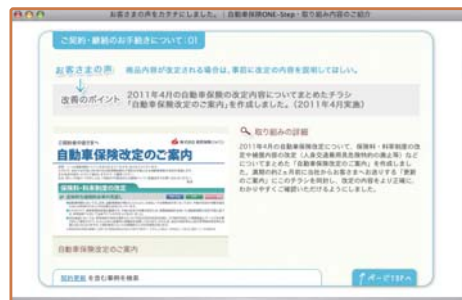 お客さまの声をカタチにしました。｜自動車保険ONE-Step・取り組み内容のご紹介
ご契約・継続のお手続きについて：01
お客さまの声 商品内容が改定される場合は、事前に改定の内容を説明してほしい。
改善のポイント 2011年4月の自動車保険の改定内容についてまとめたチラシ
「自動車保険改定のご案内」を作成しました。（2011年4月実施）
自動車保険改定のご案内
保険料・料率制度の改定
自動車保険改定のご案内
取り組みの詳細
2011年4月の自動車保険改定について、保険料・料率制度の改
定や補償内容の改定（人身交通乗用具危険特約の廃止等）など
についてまとめた「自動車保険改定のご案内」を作成しまし
た。満期の約2ヵ月前に当社からお客さまへお送りする「更新
のご案内」にこのチラシを同封し、改定の内容をより正確に、
わかりやすくご確認いただけるようにしました。
契約更新 を含む事例を検索
ページTOPへ